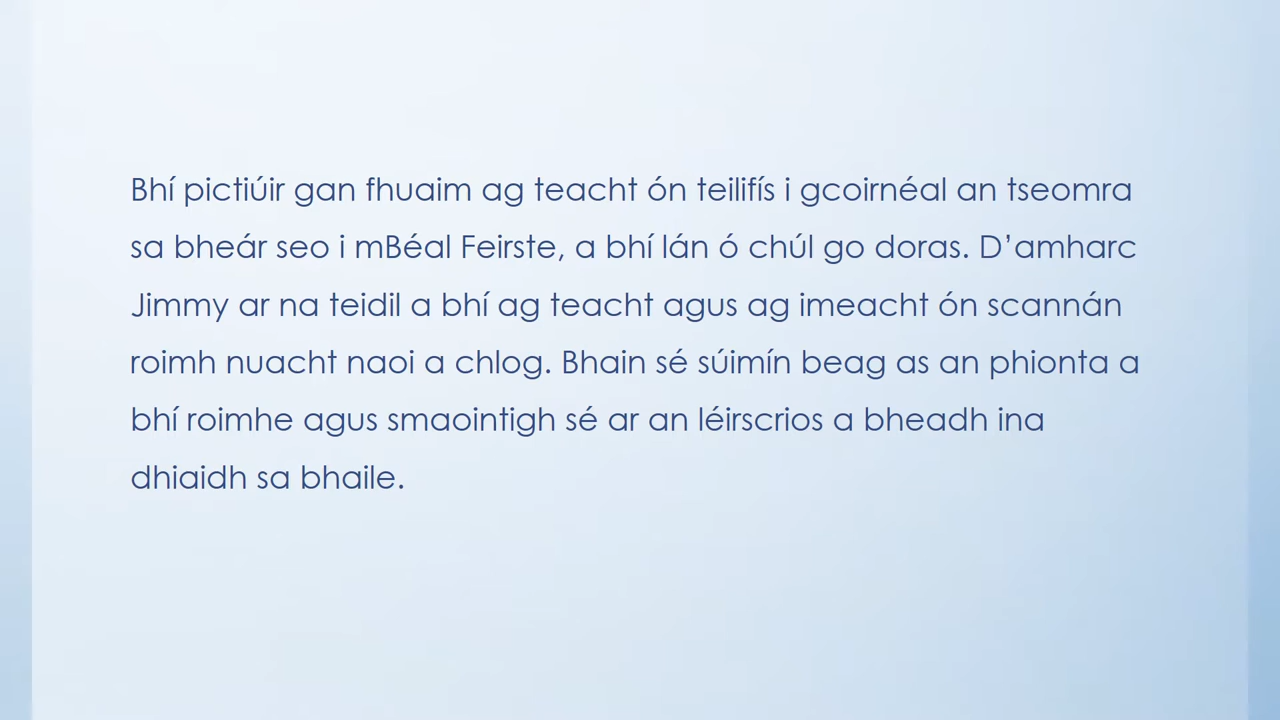 Bhí pictiúir gan fhuaim ag teacht ón teilifís i gcoirnéal an tseomra
sa bheár seo i mBéal Feirste, a bhí lán ó chúl go doras. D’amharc
Jimmy ar na teidil a bhí ag teacht agus ag imeacht ón scannán
roimh nuacht naoi a chlog. Bhain sé súimín beag as an phionta a
bhí roimhe agus smaointigh sé ar an léirscrios a bheadh ina
dhiaidh sa bhaile.